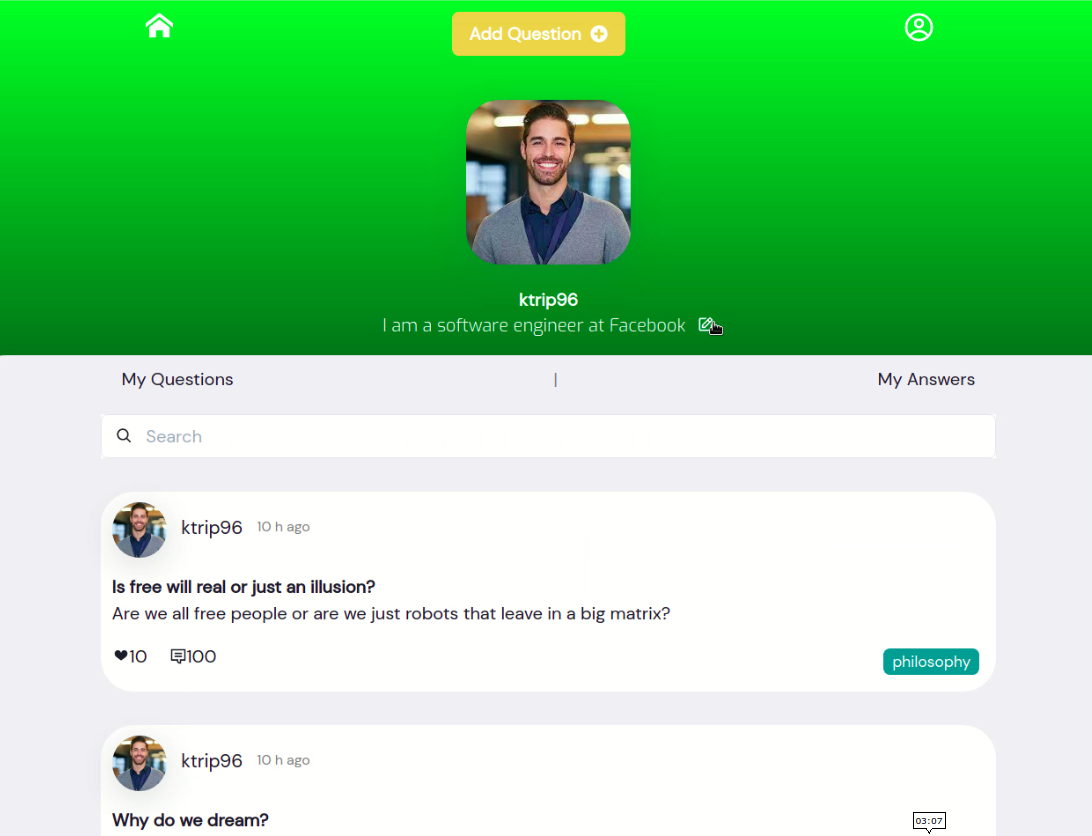 Add Question
ktrip96
I am a software engineer at Facebook
My Questions | My Answers
Search
ktrip96 10 h ago
Is free will real or just an illusion?
Are we all free people or are we just robots that leave in a big matrix?
10 100
philosophy
ktrip96 10 h ago
Why do we dream?
03:07